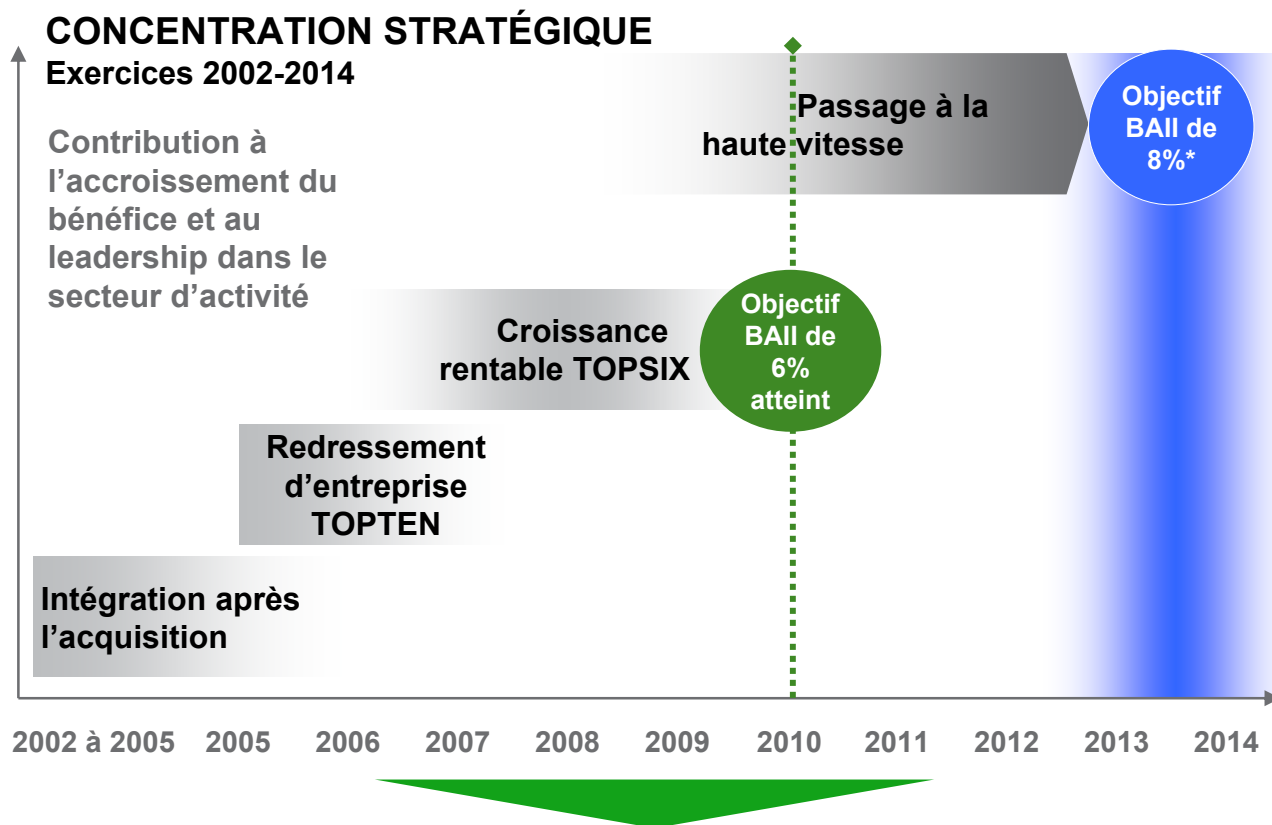 CONCENTRATION STRATÉGIQUE
Exercices 2002-2014
Contribution à
l’accroissement du
bénéfice et au
leadership dans le
secteur d’activité
Passage à la
haute vitesse
Objectif
BAII de
8%*
Croissance
rentable TOPSIX
Objectif
BAII de
6%
atteint
Redressement
d’entreprise
TOPTEN
Intégration après
l’acquisition
2002 à 2005 2005 2006 2007 2008 2009 2010 2011 2012 2013 2014